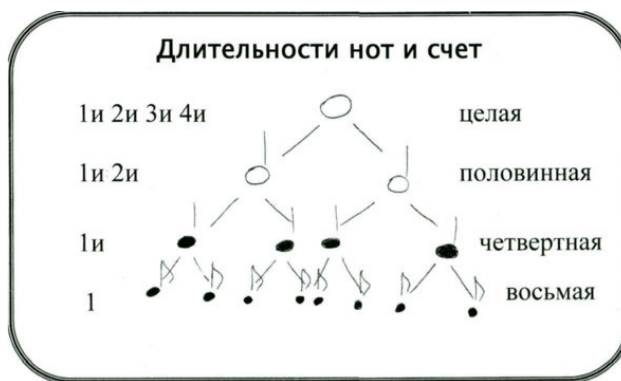 Длительности нот и счет
1и 2и 3и 4и целая
1и 2и половинная
1и четвертная
1 восьмая